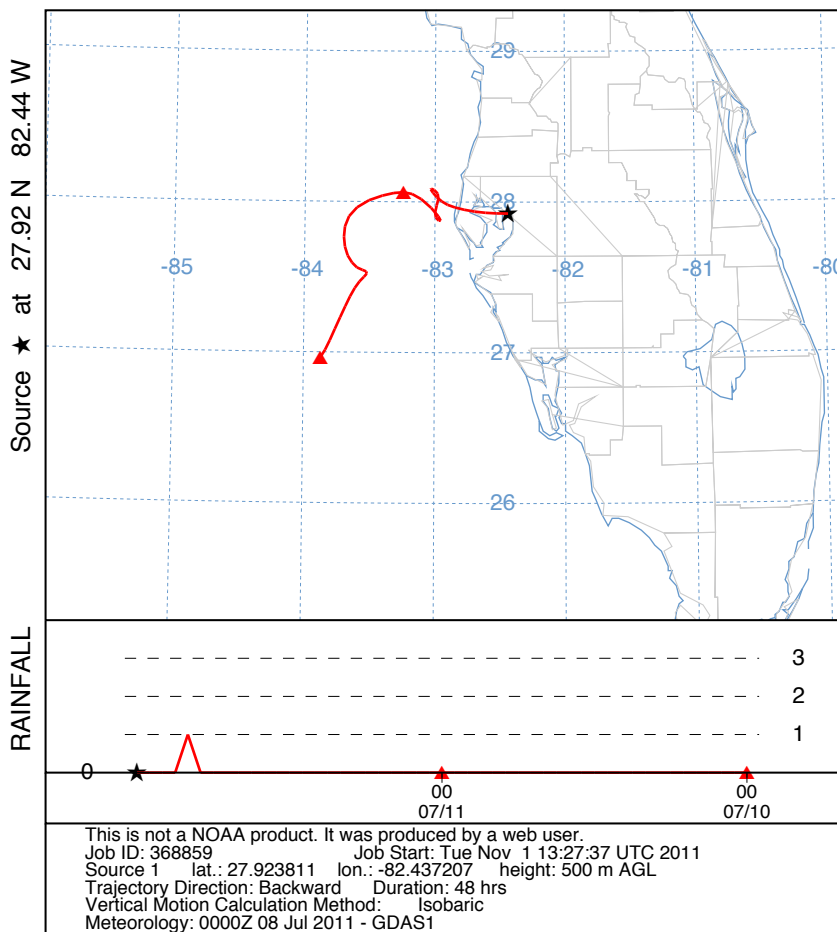 Source ★ at 27.92 N 82.44 W
29
28
-85
-84
-83
-82
-81
-80
27
26
RAINFALL
3
2
1
0
00
00
07/11
07/10
This is not a NOAA product. It was produced by a web user.
Job ID: 368859 Job Start: Tue Nov 1 13:27:37 UTC 2011
Source 1 lat.: 27.923811 lon.: -82.437207 height: 500 m AGL
Trajectory Direction: Backward Duration: 48 hrs
Vertical Motion Calculation Method: Isobaric
Meteorology: 0000Z 08 Jul 2011 - GDAS1